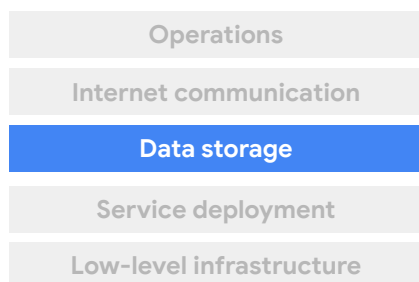 Operations
Internet communication
Data storage
Service deployment
Low-level infrastructure